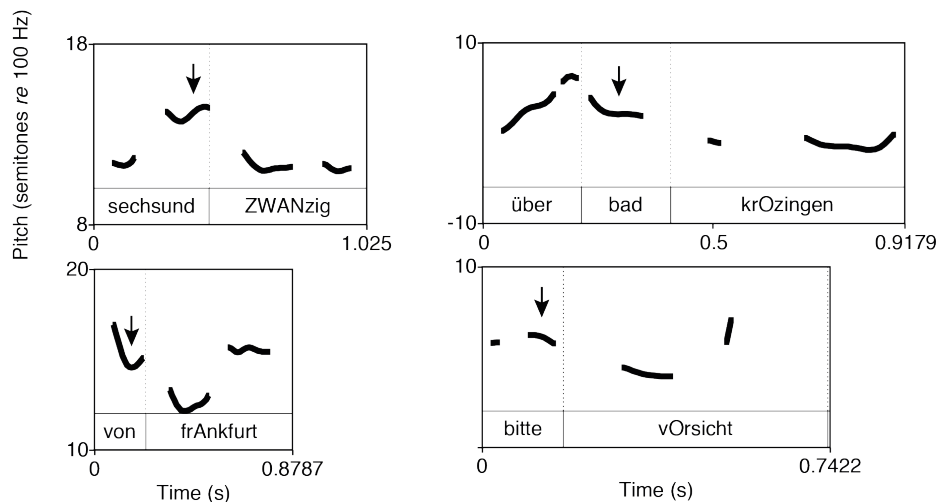 Pitch (semitones re 100 Hz)
18
sechsund ZWANzig
8
0 1.025
10
über bad krOzingen
-10
0 0.5 0.9179
20
von frAnkfurt
10
0 0.8787
Time (s)
10
bitte vOrsicht
0 0.7422
Time (s)